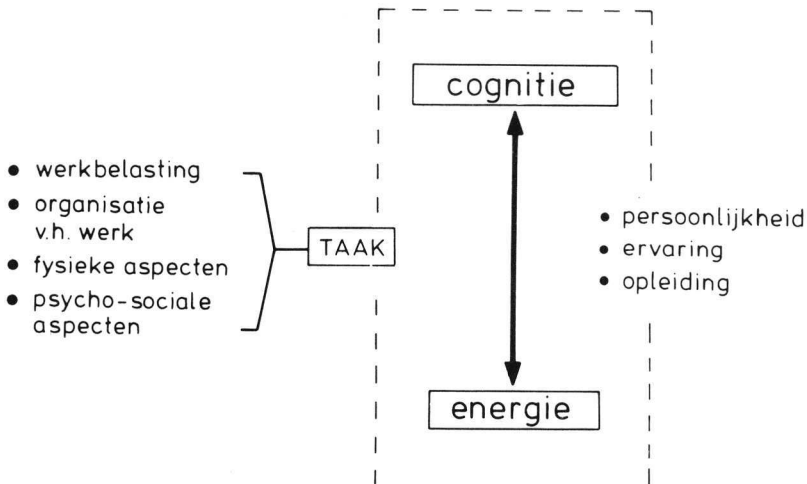 cognitie
• werkbelasting
• organisatie
v.h. werk
• fysieke aspecten
• psycho-sociale
aspecten
TAAK
• persoonlijkheid
• ervaring
• opleiding
energie